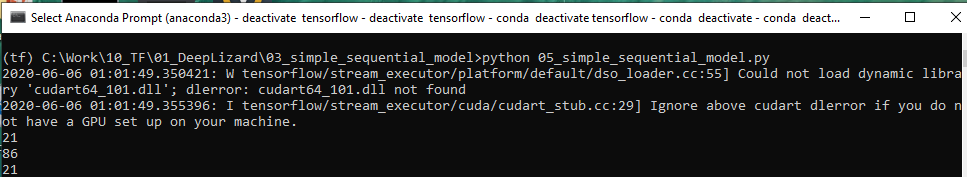 Select Anaconda Prompt (anaconda3) - deactivate tensorflow - deactivate tensorflow - conda deactivate tensorflow - conda deactivate - conda deact...
(tf) C:\Work\10_TF\01_DeepLizard\03_simple_sequential_model>python 05_simple_sequential_model.py
2020-06-06 01:01:49.350421: W tensorflow/stream_executor/platform/default/dso_loader.cc:55] Could not load dynamic libra
ry 'cudart64_101.dll'; dlerror: cudart64_101.dll not found
2020-06-06 01:01:49.355396: I tensorflow/stream_executor/cuda/cudart_stub.cc:29] Ignore above cudart dlerror if you do n
ot have a GPU set up on your machine.
21
86
21